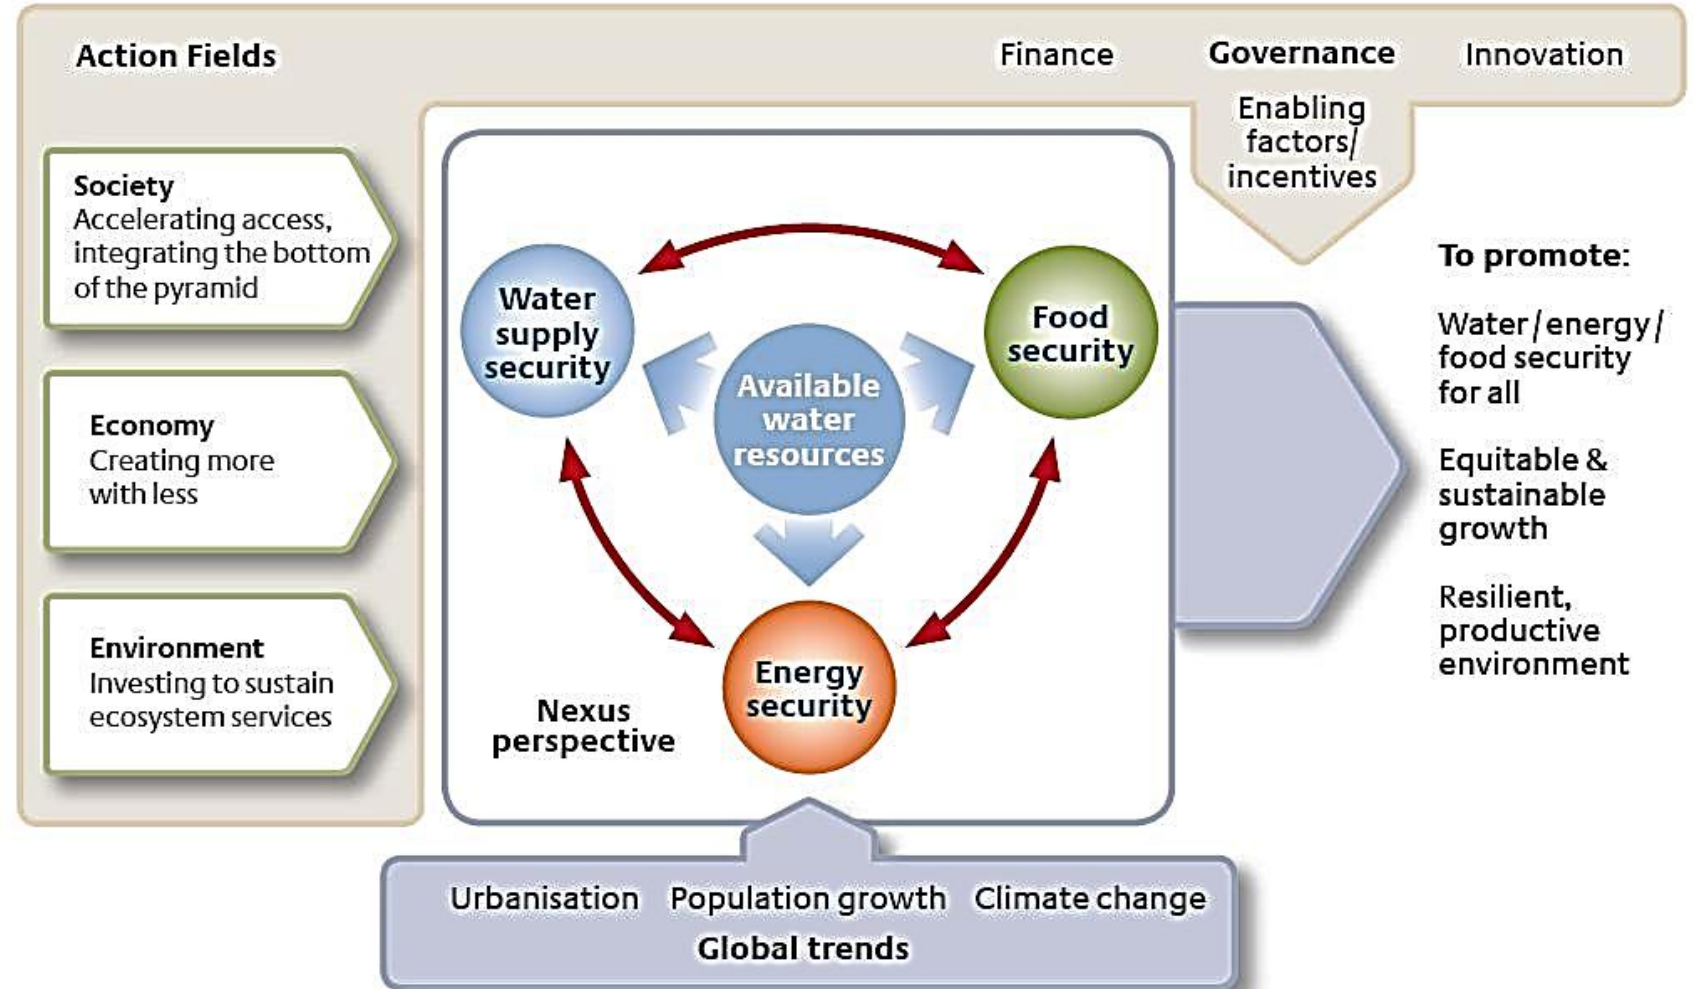 Action Fields
Finance
Governance
Innovation
Enabling
factors/
incentives
Society
Accelerating access,
integrating the bottom
of the pyramid
Economy
Creating more
with less
Environment
Investing to sustain
ecosystem services
Water
supply
security
Food
security
Available
water
resources
Energy
security
Nexus
perspective
To promote:
Water/energy/
food security
for all
Equitable &
sustainable
growth
Resilient,
productive
environment
Urbanisation
Population growth
Climate change
Global trends